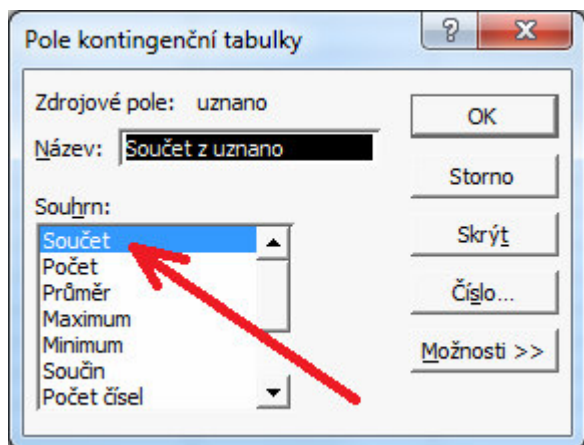 Pole kontingenční tabulky
Zdrojové pole: uznano
Název: Součet z uznano
Souhrn:
Součet
Počet
Průměr
Maximum
Minimum
Součin
Počet čísel
OK
Storno
Skrýt
Číslo...
Možnosti >>